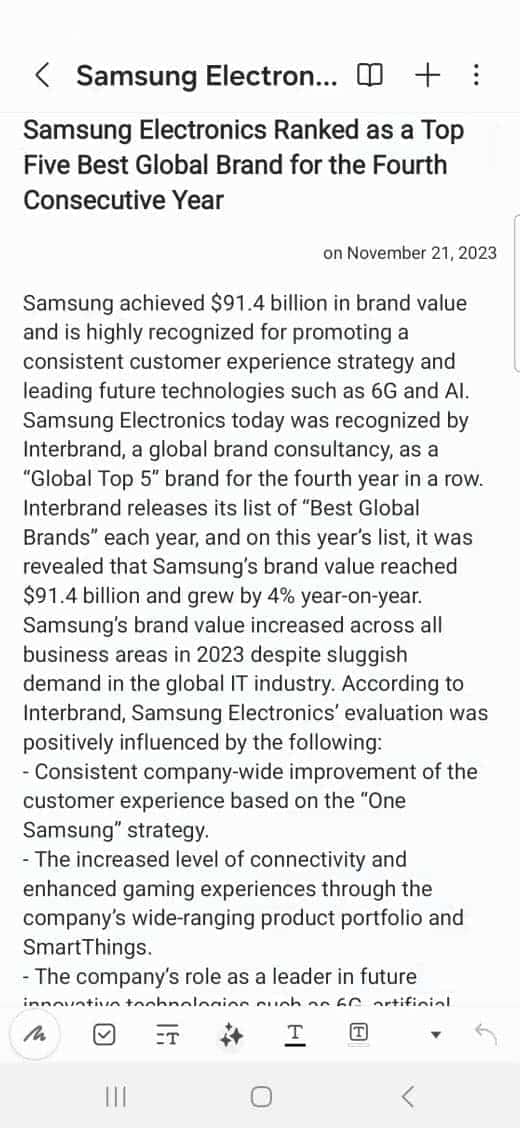 Samsung Electron...
Samsung Electronics Ranked as a Top
Five Best Global Brand for the Fourth
Consecutive Year
on November 21, 2023
Samsung achieved $91.4 billion in brand value
and is highly recognized for promoting a
consistent customer experience strategy and
leading future technologies such as 6G and AI.
Samsung Electronics today was recognized by
Interbrand, a global brand consultancy, as a
“Global Top 5” brand for the fourth year in a row.
Interbrand releases its list of “Best Global
Brands” each year, and on this year’s list, it was
revealed that Samsung’s brand value reached
$91.4 billion and grew by 4% year-on-year.
Samsung’s brand value increased across all
business areas in 2023 despite sluggish
demand in the global IT industry. According to
Interbrand, Samsung Electronics’ evaluation was
positively influenced by the following:
- Consistent company-wide improvement of the
customer experience based on the “One
Samsung” strategy.
- The increased level of connectivity and
enhanced gaming experiences through the
company’s wide-ranging product portfolio and
SmartThings.
- The company’s role as a leader in future
innovative technologies such as 6G, artificial